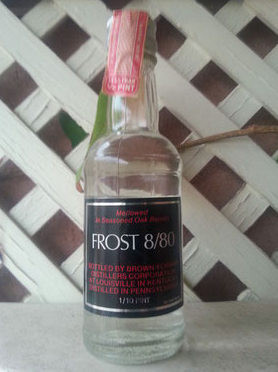 PINT
Mellowed
in Seasoned Oak Barrels
FROST 8/80
BOTTLED BY BROWN-FORMAN
DISTILLERS CORPORATION
AT LOUISVILLE IN KENTUCKY
DISTILLED IN PENNSYLVANIA
1/10 PINT